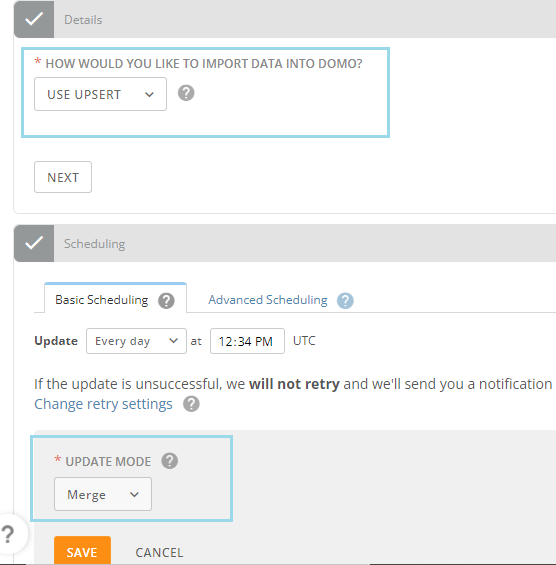 Details
* HOW WOULD YOU LIKE TO IMPORT DATA INTO DOMO?
USE UPSERT ?
NEXT
Scheduling
Basic Scheduling ? Advanced Scheduling ?
Update Every day at 12:34 PM UTC
If the update is unsuccessful, we will not retry and we'll send you a notification
Change retry settings ?
* UPDATE MODE ?
Merge
?
SAVE CANCEL